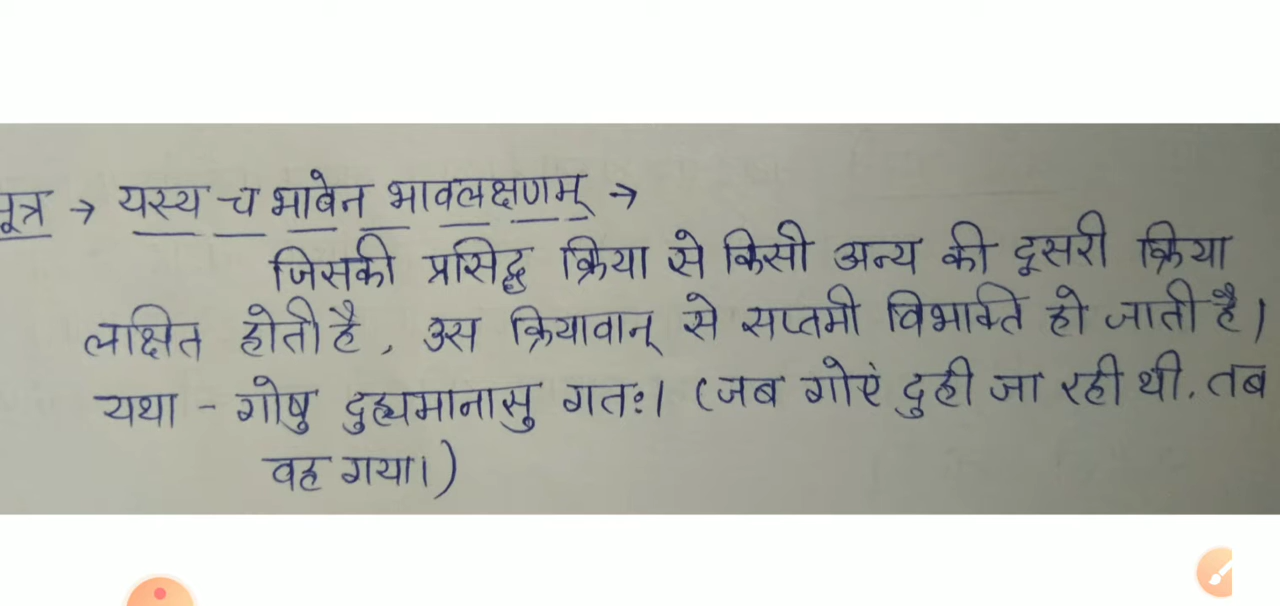 सूत्र → यस्य च भावेन भावलक्षणम् →
जिसकी प्रसिद्ध क्रिया से किसी अन्य की दूसरी क्रिया
लक्षित होती है, उस क्रियावान् से सप्तमी विभक्ति हो जाती है।
यथा - गोषु दुह्यमानासु गतः। (जब गोएं दुही जा रही थी. तब
वह गया।)